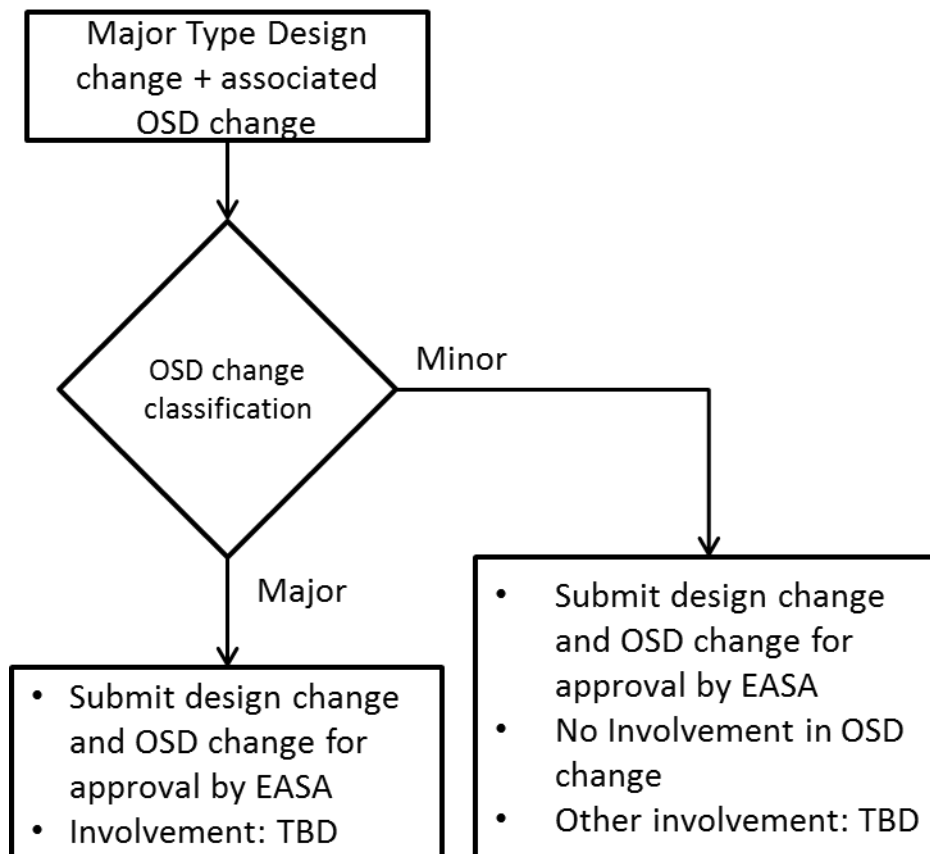 Major Type Design
change + associated
OSD change
OSD change
classification
Minor
Major
• Submit design change
and OSD change for
approval by EASA
• Involvement: TBD
• Submit design change
and OSD change for
approval by EASA
• No Involvement in OSD
change
• Other involvement: TBD